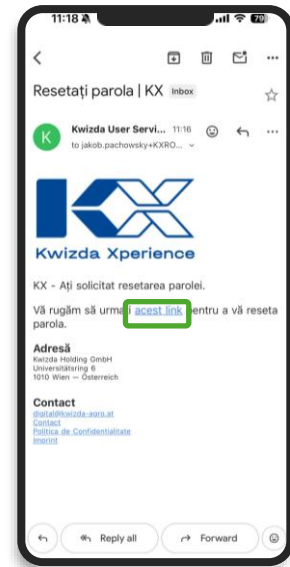 11:18
79
Resetați parola | KX Inbox
K
Kwizda User Servi... 11:16
to jakob.pachowsky+KXRO...
KX
Kwizda Xperience
KX - Ați solicitat resetarea parolei.
Vă rugăm să urmați acest link pentru a vă reseta
parola.
Adresă
Kwizda Holding GmbH
Universitätsring 6
1010 Wien — Österreich
Contact
digital@kwizda-agro.at
Contact
Politica de Confidentialitate
Imprint
Reply all
Forward